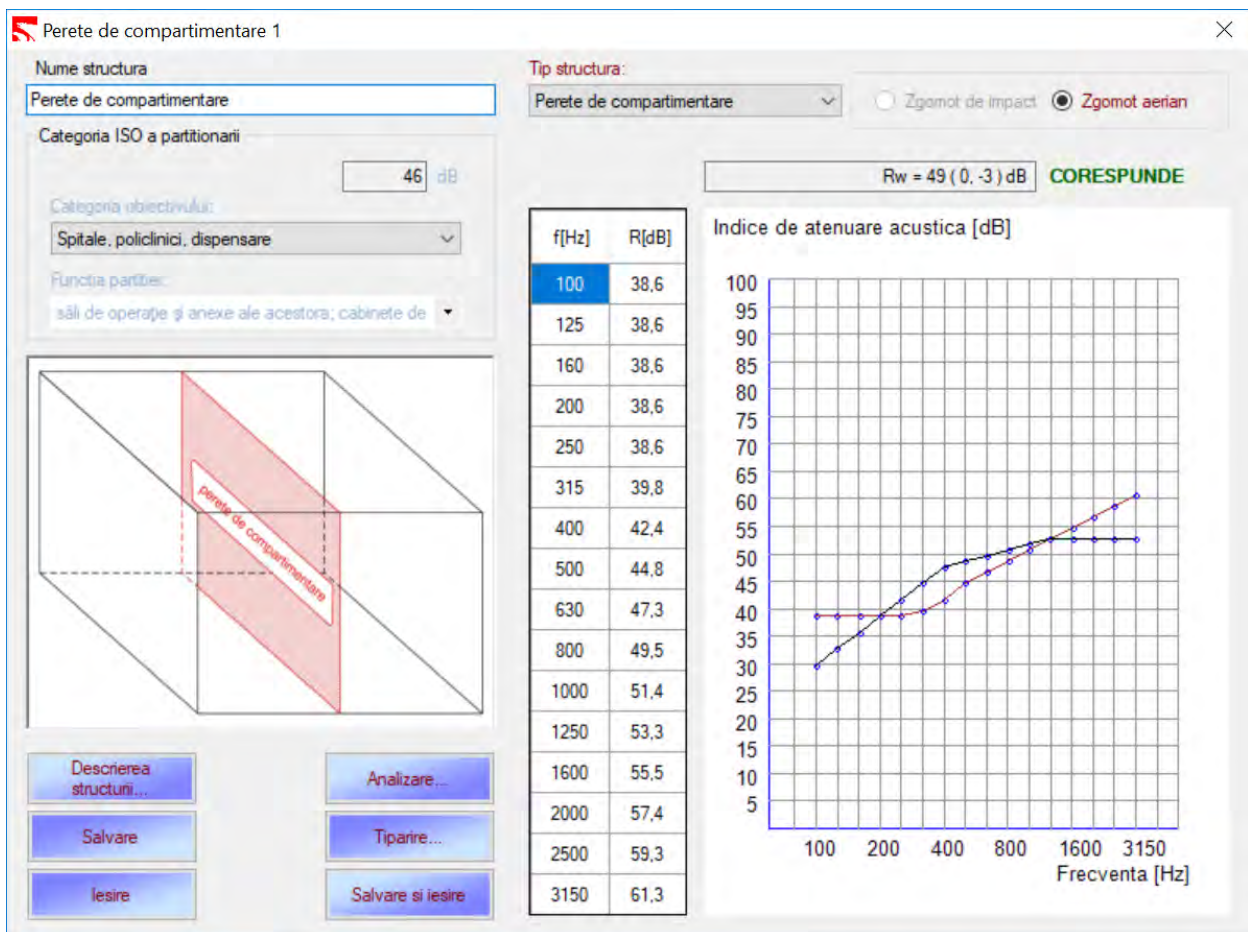 Perete de compartimentare 1
Nume structura
Perete de compartimentare
Tip structura:
Perete de compartimentare
Zgomot de impact
Zgomot aerian
Categoria ISO a partitionarii
46 dB
Categoria obiectivului:
Spitale, policlinici, dispensare
Functia partitiei:
săli de operaţie şi anexe ale acestora; cabinete de
Rw = 49 ( 0, -3 ) dB
CORESPUNDE
perete de compartimentare
Descrierea
structurii...
Analizare...
Salvare
Tiparire...
Iesire
Salvare si iesire
f[Hz] R[dB]
100 38,6
125 38,6
160 38,6
200 38,6
250 38,6
315 39,8
400 42,4
500 44,8
630 47,3
800 49,5
1000 51,4
1250 53,3
1600 55,5
2000 57,4
2500 59,3
3150 61,3
Indice de atenuare acustica [dB]
100
95
90
85
80
75
70
65
60
55
50
45
40
35
30
25
20
15
10
5
100 200 400 800 1600 3150
Frecventa [Hz]